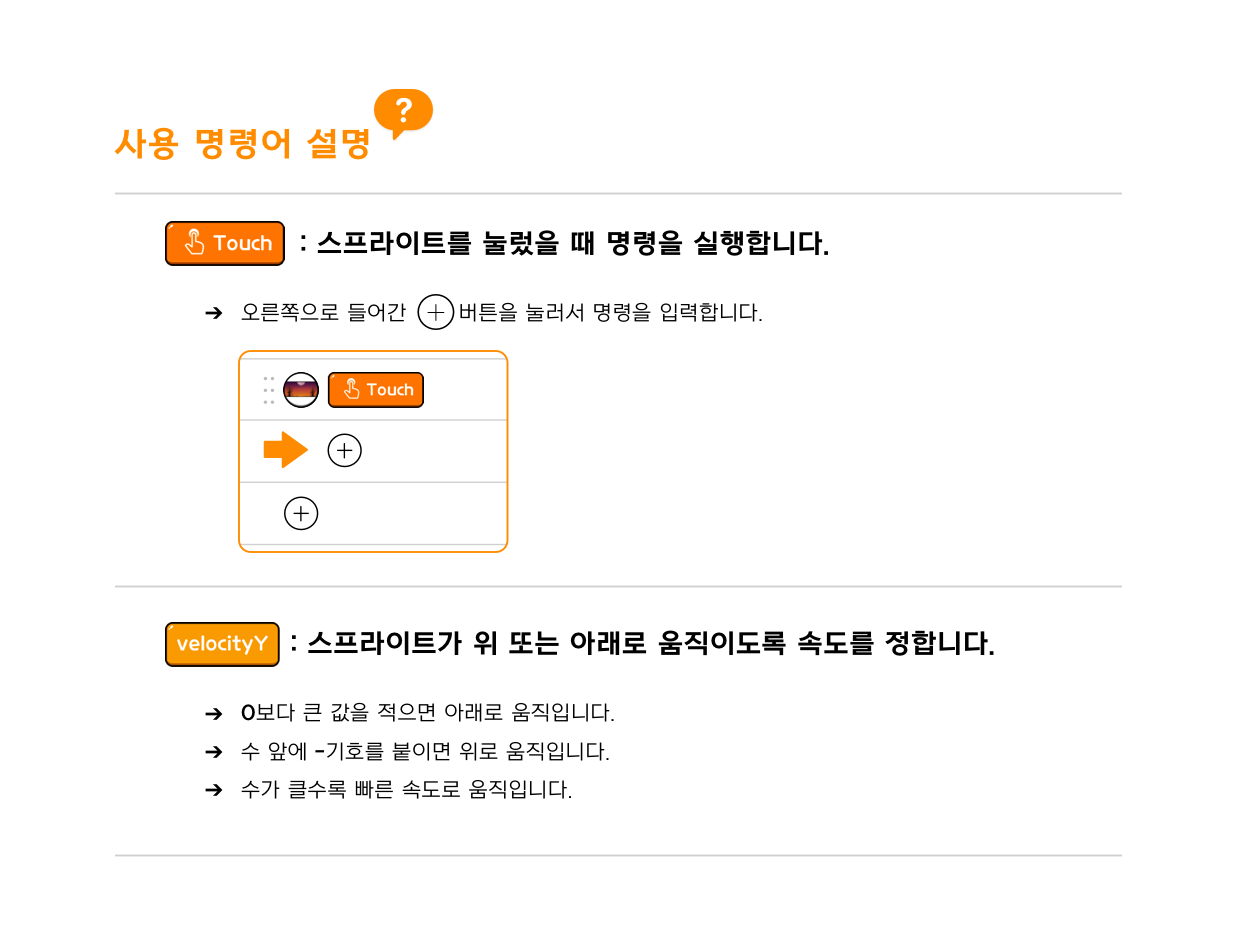 사용 명령어 설명 ?
Touch : 스프라이트를 눌렀을 때 명령을 실행합니다.
➔ 오른쪽으로 들어간 + 버튼을 눌러서 명령을 입력합니다.
Touch
+
+
velocityY : 스프라이트가 위 또는 아래로 움직이도록 속도를 정합니다.
➔ 0보다 큰 값을 적으면 아래로 움직입니다.
➔ 수 앞에 -기호를 붙이면 위로 움직입니다.
➔ 수가 클수록 빠른 속도로 움직입니다.